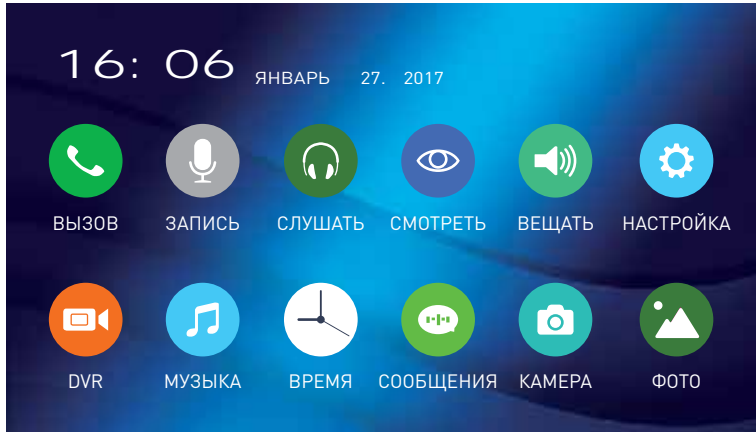 16: 06 ЯНВАРЬ 27. 2017
ВЫЗОВ ЗАПИСЬ СЛУШАТЬ СМОТРЕТЬ ВЕЩАТЬ НАСТРОЙКА
DVR МУЗЫКА ВРЕМЯ СООБЩЕНИЯ КАМЕРА ФОТО